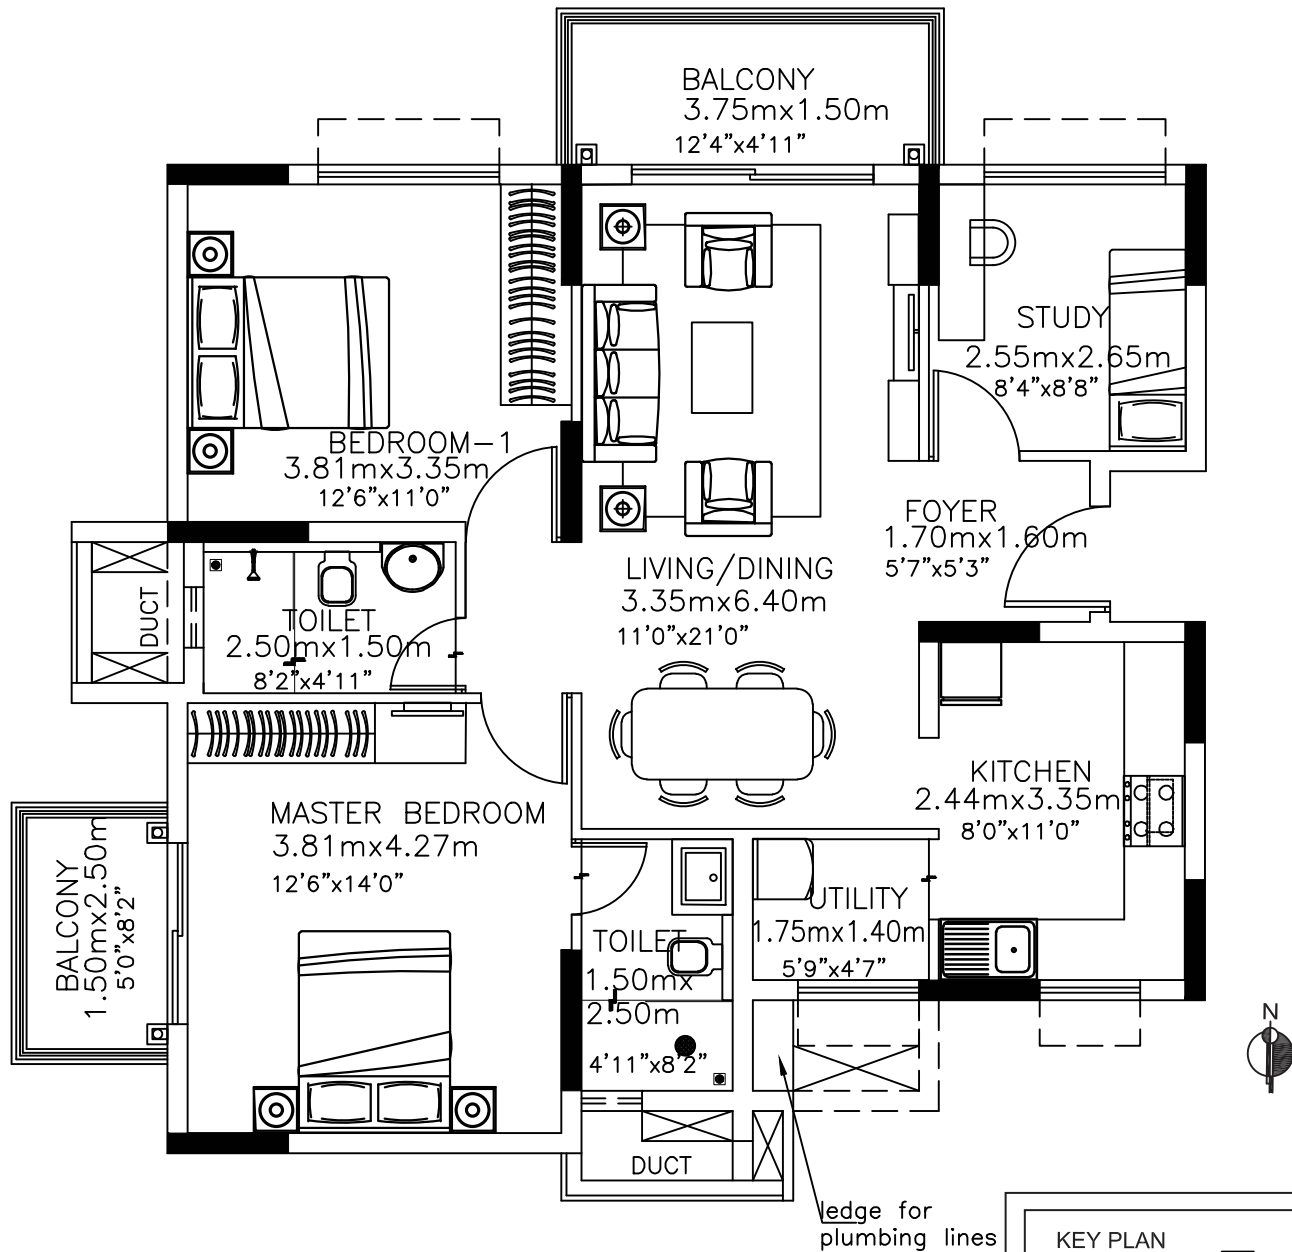 BALCONY
3.75mx1.50m
12'4"x4'11"
STUDY
2.55mx2.65m
8'4"x8'8"
BEDROOM-1
3.81mx3.35m
12'6"x11'0"
FOYER
1.70mx1.60m
5'7"x5'3"
LIVING/DINING
3.35mx6.40m
11'0"x21'0"
DUCT
TOILET
2.50mx1.50m
8'2"x4'11"
KITCHEN
2.44mx3.35m
8'0"x11'0"
MASTER BEDROOM
3.81mx4.27m
12'6"x14'0"
BALCONY
1.50mx2.50m
5'0"x8'2"
UTILITY
1.75mx1.40m
5'9"x4'7"
TOILET
1.50mx
2.50m
4'11"x8'2"
N
DUCT
ledge for
plumbing lines
KEY PLAN